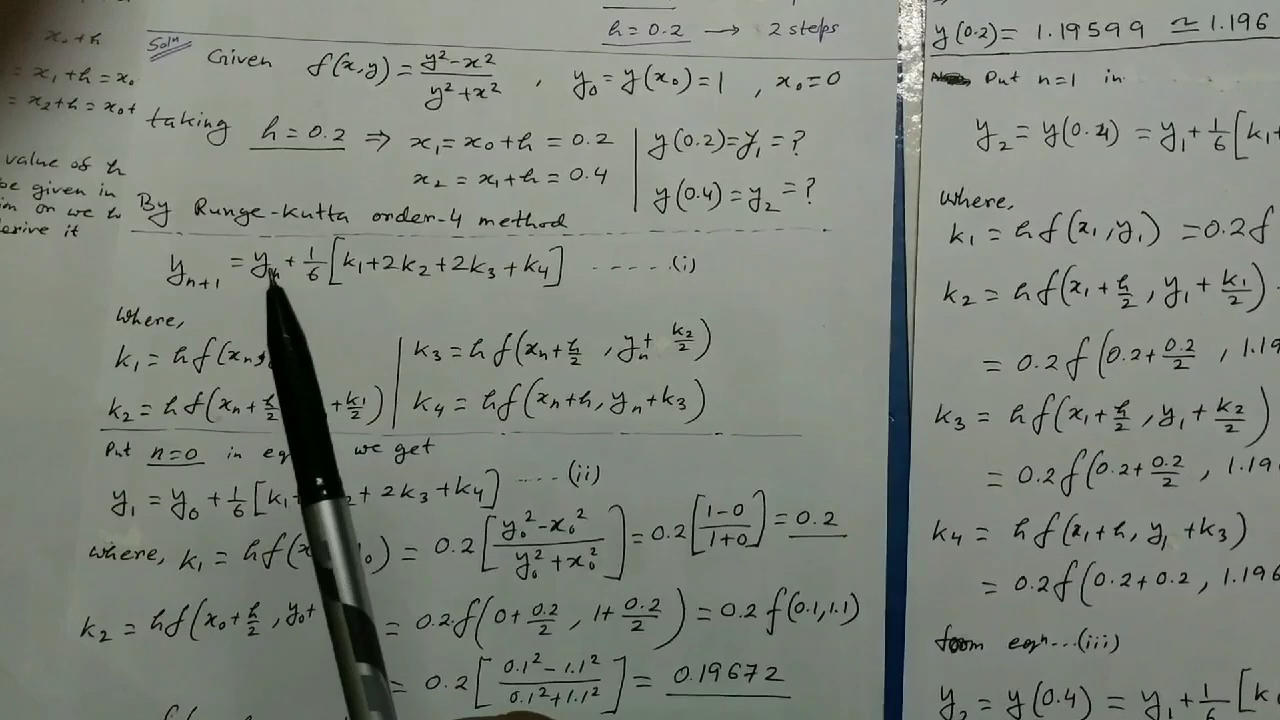 h = 0.2 → 2 steps
x₀ + h
= x₁ + h = x₀
= x₂ + h = x₀ +
value of h
be given in
on or we h
derive it
Solⁿ Given f(x,y) = (y² - x²)/(y² + x²) , y₀ = y(x₀) = 1 , x₀ = 0
taking h = 0.2 ⇒ x₁ = x₀ + h = 0.2 | y(0.2) = y₁ = ?
x₂ = x₁ + h = 0.4 | y(0.4) = y₂ = ?
By Runge-Kutta order-4 method
yₙ₊₁ = yₙ + 1/6 [k₁ + 2k₂ + 2k₃ + k₄] ----- (i)
Where,
k₁ = hf(xₙ, | k₃ = hf(xₙ + h/2 , yₙ + k₂/2)
k₂ = hf(xₙ + h/2 + k₁/2) | k₄ = hf(xₙ + h, yₙ + k₃)
Put n=0 in eq we get
y₁ = y₀ + 1/6 [k₁ 2 + 2k₃ + k₄] ---- (ii)
where, k₁ = hf(x y₀) = 0.2 [(y₀² - x₀²)/(y₀² + x₀²)] = 0.2 [(1-0)/(1+0)] = 0.2
k₂ = hf(x₀ + h/2 , y₀ + = 0.2f(0 + 0.2/2 , 1 + 0.2/2) = 0.2 f(0.1, 1.1)
= 0.2 [(0.1² - 1.1²)/(0.1² + 1.1²)] = 0.19672
y(0.2) = 1.19599 ≃ 1.196
Put n=1 in
y₂ = y(0.4) = y₁ + 1/6 [k₁ +
Where,
k₁ = hf(x₁, y₁) = 0.2f
k₂ = hf(x₁ + h/2 , y₁ + k₁/2)
= 0.2f(0.2 + 0.2/2 , 1.19
k₃ = hf(x₁ + h/2 , y₁ + k₂/2)
= 0.2f(0.2 + 0.2/2 , 1.19
k₄ = hf(x₁ + h, y₁ + k₃)
= 0.2f(0.2 + 0.2, 1.196
from eqⁿ...(iii)
y₂ = y(0.4) = y₁ + 1/6 [k